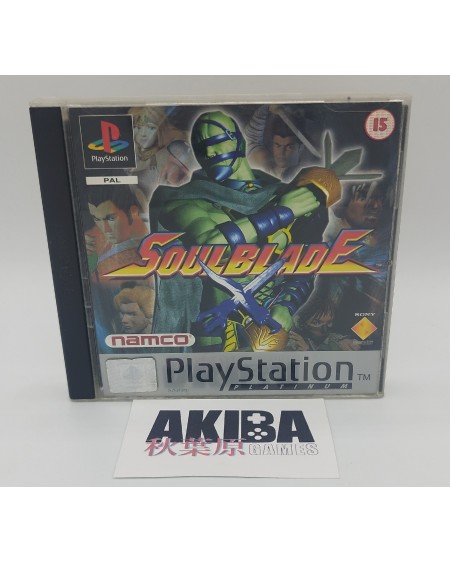 PlayStation
PAL
15
SOULBLADE
namco
SONY
PlayStation TM
PLATINUM
AKIBA
秋葉原 GAMES